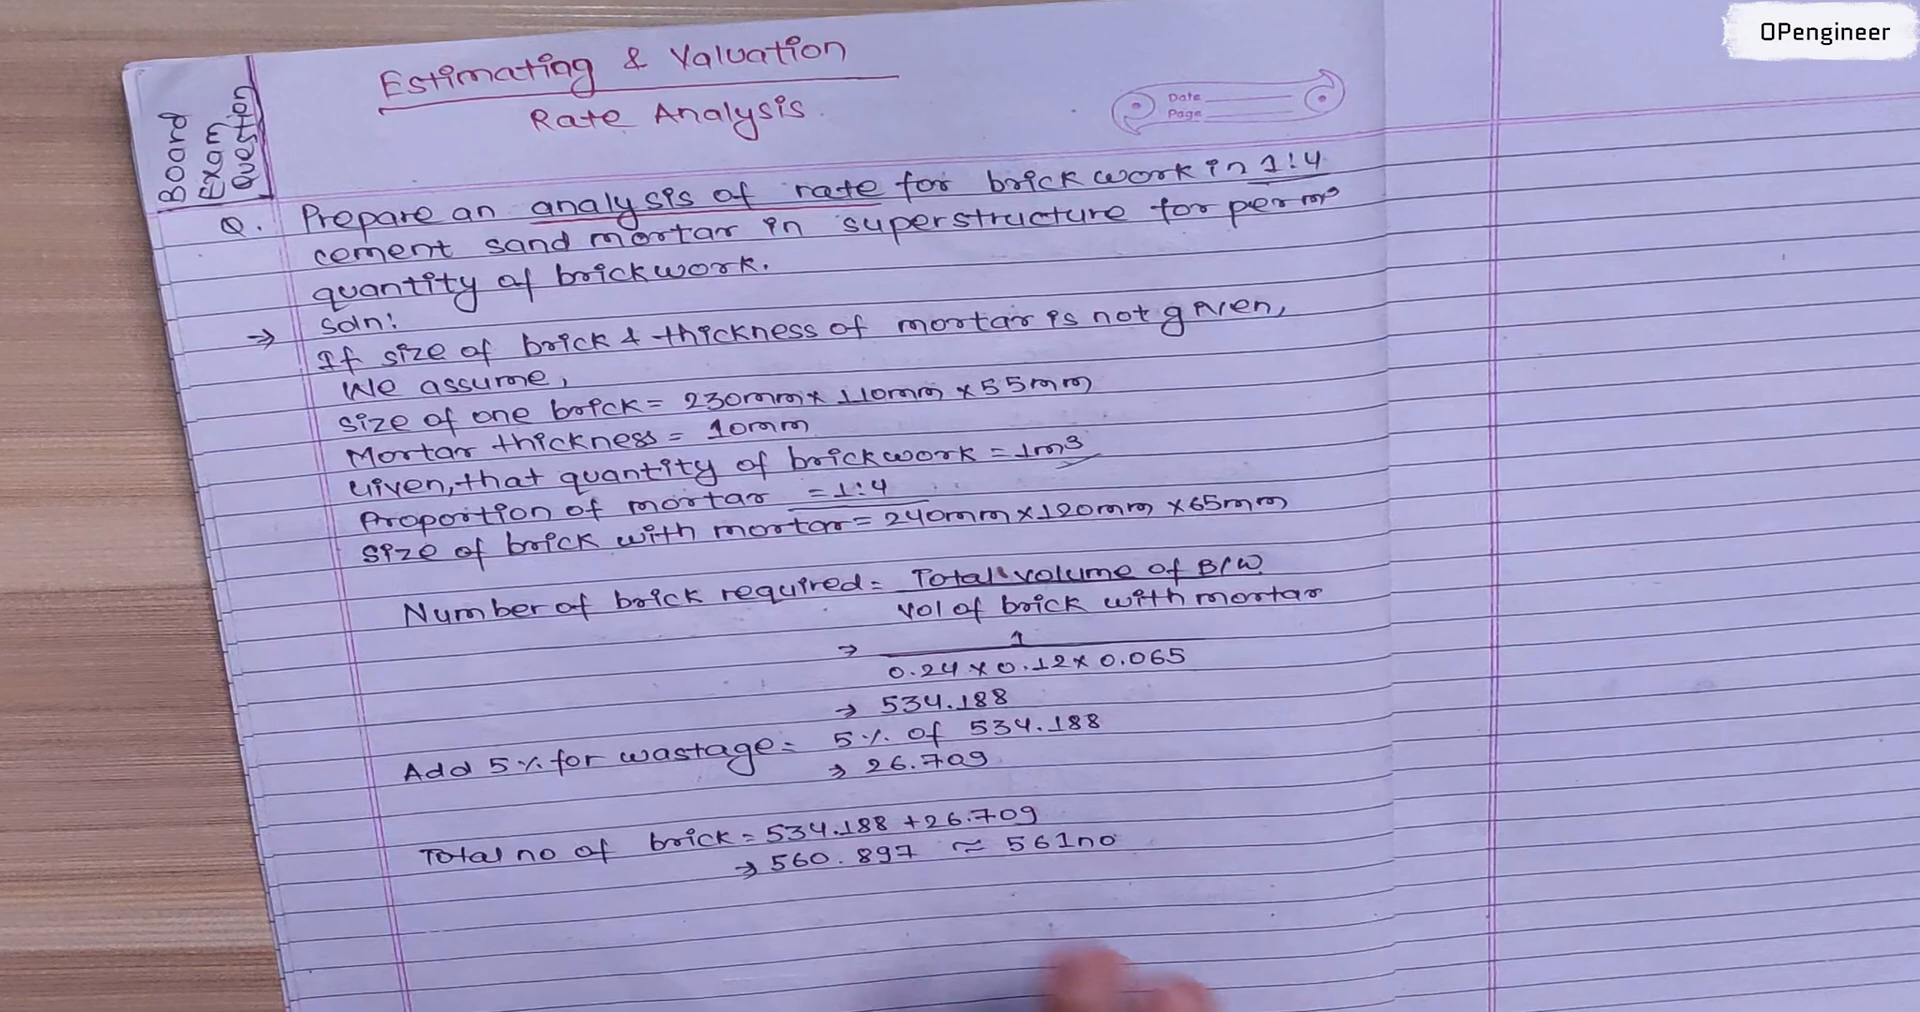 OPengineer
Board
Exam
Question
Estimating & Valuation
Rate Analysis
Date
Page
Q. Prepare an analysis of rate for brickwork in 1:4
cement sand mortar in superstructure for per m³
quantity of brickwork.
⇒ Soln:
If size of brick & thickness of mortar is not given,
We assume,
Size of one brick = 230mm x 110mm x 55mm
Mortar thickness = 10mm
Given, that quantity of brickwork = 1m³
Proportion of mortar = 1:4
Size of brick with mortar = 240mm x 120mm x 65mm
Number of brick required = Total volume of B/W
Vol of brick with mortar
→ 1
0.24 x 0.12 x 0.065
→ 534.188
Add 5% for wastage = 5% of 534.188
→ 26.709
Total no of brick = 534.188 + 26.709
→ 560.897 ≈ 561no